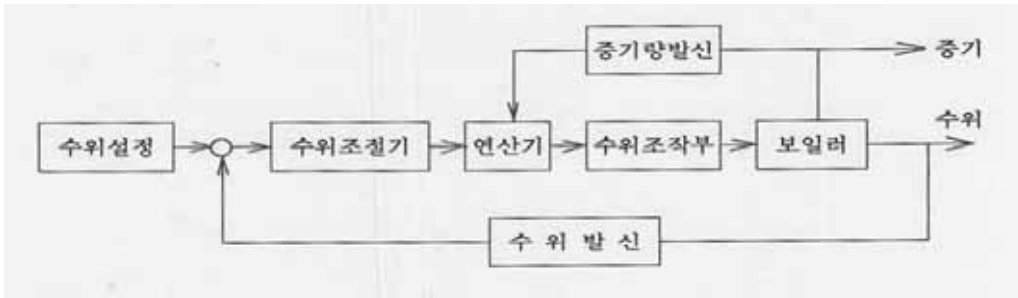 증기량발신
증기
수위
수위설정
수위조절기
연산기
수위조작부
보일러
수 위 발 신